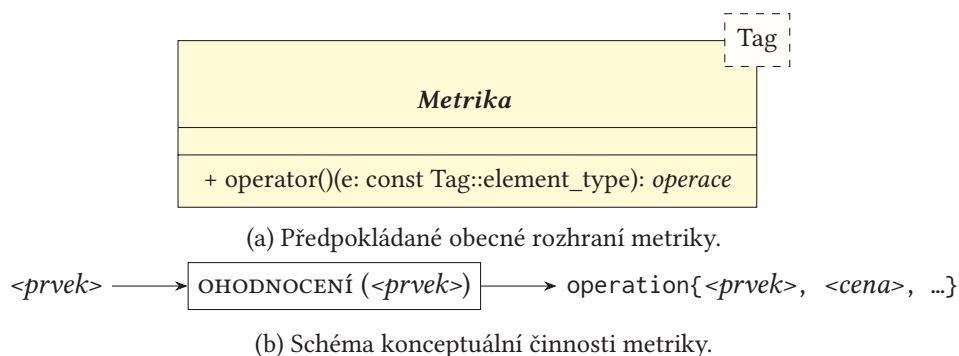 Tag
Metrika
+ operator()(e: const Tag::element_type): operace
(a) Předpokládané obecné rozhraní metriky.
<prvek> OHODNOCENÍ (<prvek>) operation{<prvek>, <cena>, …}
(b) Schéma konceptuální činnosti metriky.